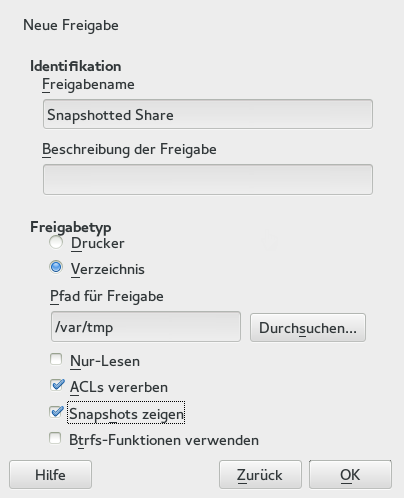 Neue Freigabe
Identifikation
Freigabename
Snapshotted Share
Beschreibung der Freigabe
Freigabetyp
Drucker
Verzeichnis
Pfad für Freigabe
/var/tmp
Durchsuchen...
Nur-Lesen
ACLs vererben
Snapshots zeigen
Btrfs-Funktionen verwenden
Hilfe
Zurück
OK